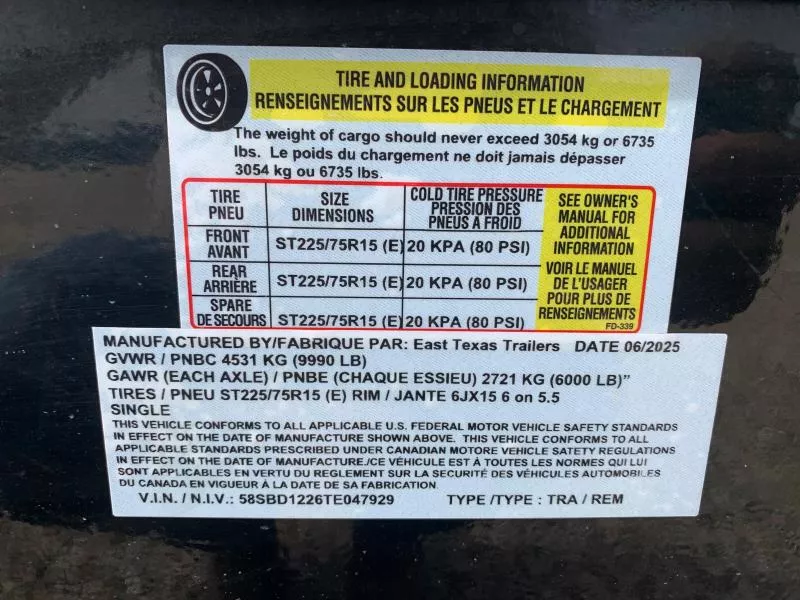 TIRE AND LOADING INFORMATION
RENSEIGNEMENTS SUR LES PNEUS ET LE CHARGEMENT
The weight of cargo should never exceed 3054 kg or 6735
lbs. Le poids du chargement ne doit jamais dépasser
3054 kg ou 6735 lbs.
TIRE PNEU
SIZE DIMENSIONS
COLD TIRE PRESSURE PRESSION DES PNEUS A FROID
SEE OWNER'S
MANUAL FOR
ADDITIONAL
INFORMATION
VOIR LE MANUEL
DE L'USAGER
POUR PLUS DE
RENSEIGNEMENTS
FD-339
FRONT AVANT ST225/75R15 (E) 20 KPA (80 PSI)
REAR ARRIÈRE ST225/75R15 (E) 20 KPA (80 PSI)
SPARE DE SECOURS ST225/75R15 (E) 20 KPA (80 PSI)
MANUFACTURED BY/FABRIQUE PAR: East Texas Trailers DATE 06/2025
GVWR / PNBC 4531 KG (9990 LB)
GAWR (EACH AXLE) / PNBE (CHAQUE ESSIEU) 2721 KG (6000 LB)"
TIRES / PNEU ST225/75R15 (E) RIM / JANTE 6JX15 6 on 5.5
SINGLE
THIS VEHICLE CONFORMS TO ALL APPLICABLE U.S. FEDERAL MOTOR VEHICLE SAFETY STANDARDS
IN EFFECT ON THE DATE OF MANUFACTURE SHOWN ABOVE. THIS VEHICLE CONFORMS TO ALL
APPLICABLE STANDARDS PRESCRIBED UNDER CANADIAN MOTORE VEHICLE SAFETY REGULATIONS
IN EFFECT ON THE DATE OF MANUFACTURE./CE VÉHICULE EST À TOUTES LES NORMES QUI LUI
SONT APPLICABLES EN VERTU DU REGLEMENT SUR LA SECURITÉ DES VÉHICULES AUTOMOBILES
DU CANADA EN VIGUEUR À LA DATE DE SA FABRICATION.
V.I.N. / N.I.V.: 58SBD1226TE047929 TYPE /TYPE : TRA / REM